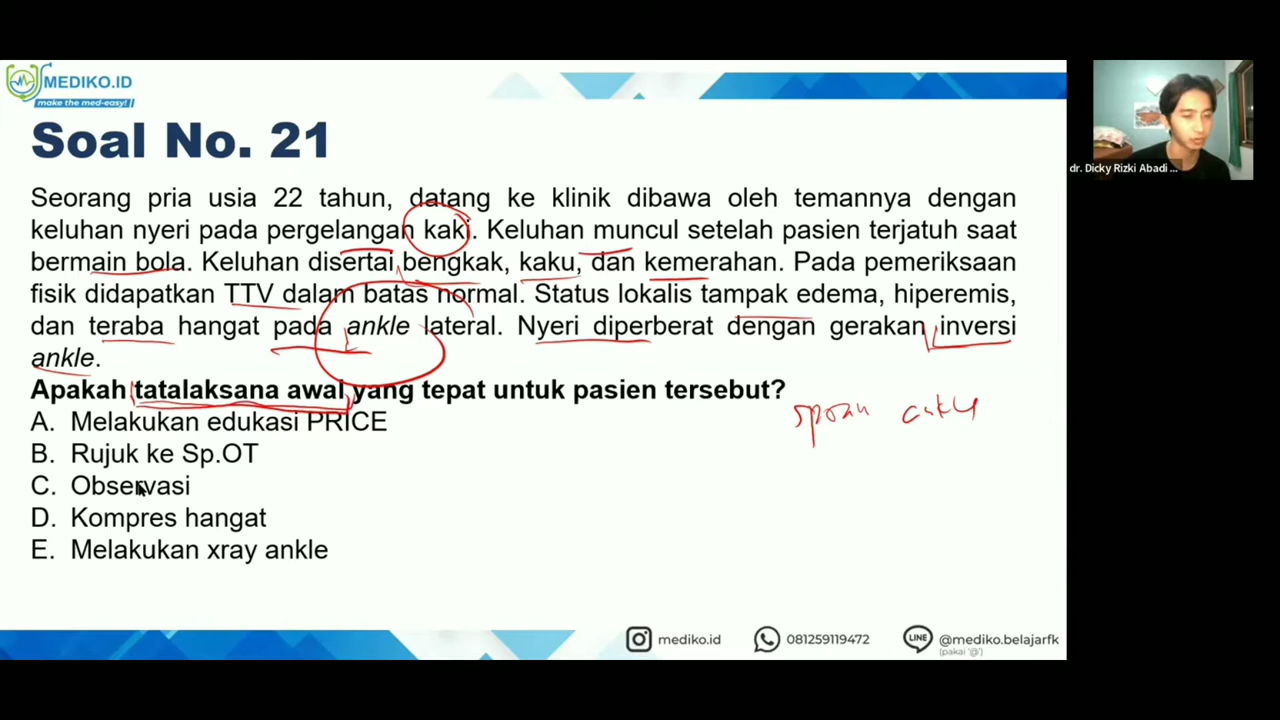 MEDIKO.ID
make the med-easy!
Soal No. 21
dr. Dicky Rizki Abadi ...
Seorang pria usia 22 tahun, datang ke klinik dibawa oleh temannya dengan
keluhan nyeri pada pergelangan kaki. Keluhan muncul setelah pasien terjatuh saat
bermain bola. Keluhan disertai bengkak, kaku, dan kemerahan. Pada pemeriksaan
fisik didapatkan TTV dalam batas normal. Status lokalis tampak edema, hiperemis,
dan teraba hangat pada ankle lateral. Nyeri diperberat dengan gerakan inversi
ankle.
Apakah tatalaksana awal yang tepat untuk pasien tersebut?
A. Melakukan edukasi PRICE
B. Rujuk ke Sp.OT
C. Observasi
D. Kompres hangat
E. Melakukan xray ankle
mediko.id
081259119472
LINE
@mediko.belajarfk
(pakai '@')